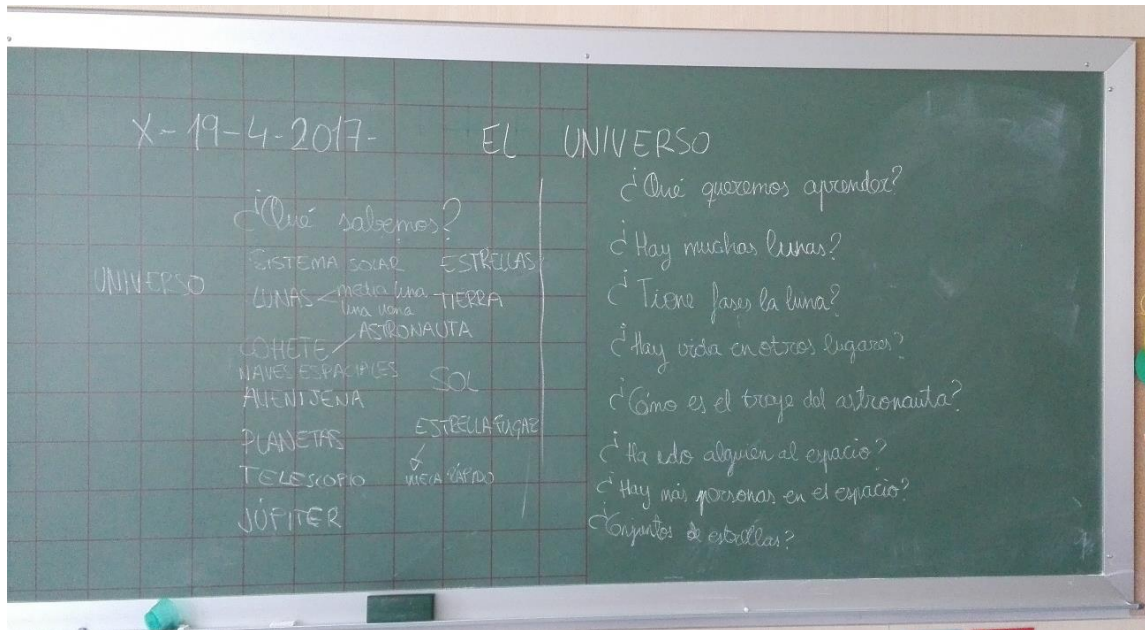 X-19-4-2017-
EL UNIVERSO
¿Qué sabemos?
UNIVERSO
SISTEMA SOLAR ESTRELLAS
LUNAS media luna TIERRA
luna llena
ASTRONAUTA
COHETE
NAVES ESPACIALES
SOL
ALIENIJENA
ESTRELLA FUGAZ
PLANETAS
TELESCOPIO RÁPIDO
JÚPITER
¿Qué queremos aprender?
¿Hay muchas lunas?
¿Tiene fases la luna?
¿Hay vida en otros lugares?
¿Cómo es el traje del astronauta?
¿Ha ido alguien al espacio?
¿Hay más personas en el espacio?
¿Conjuntos de estrellas?